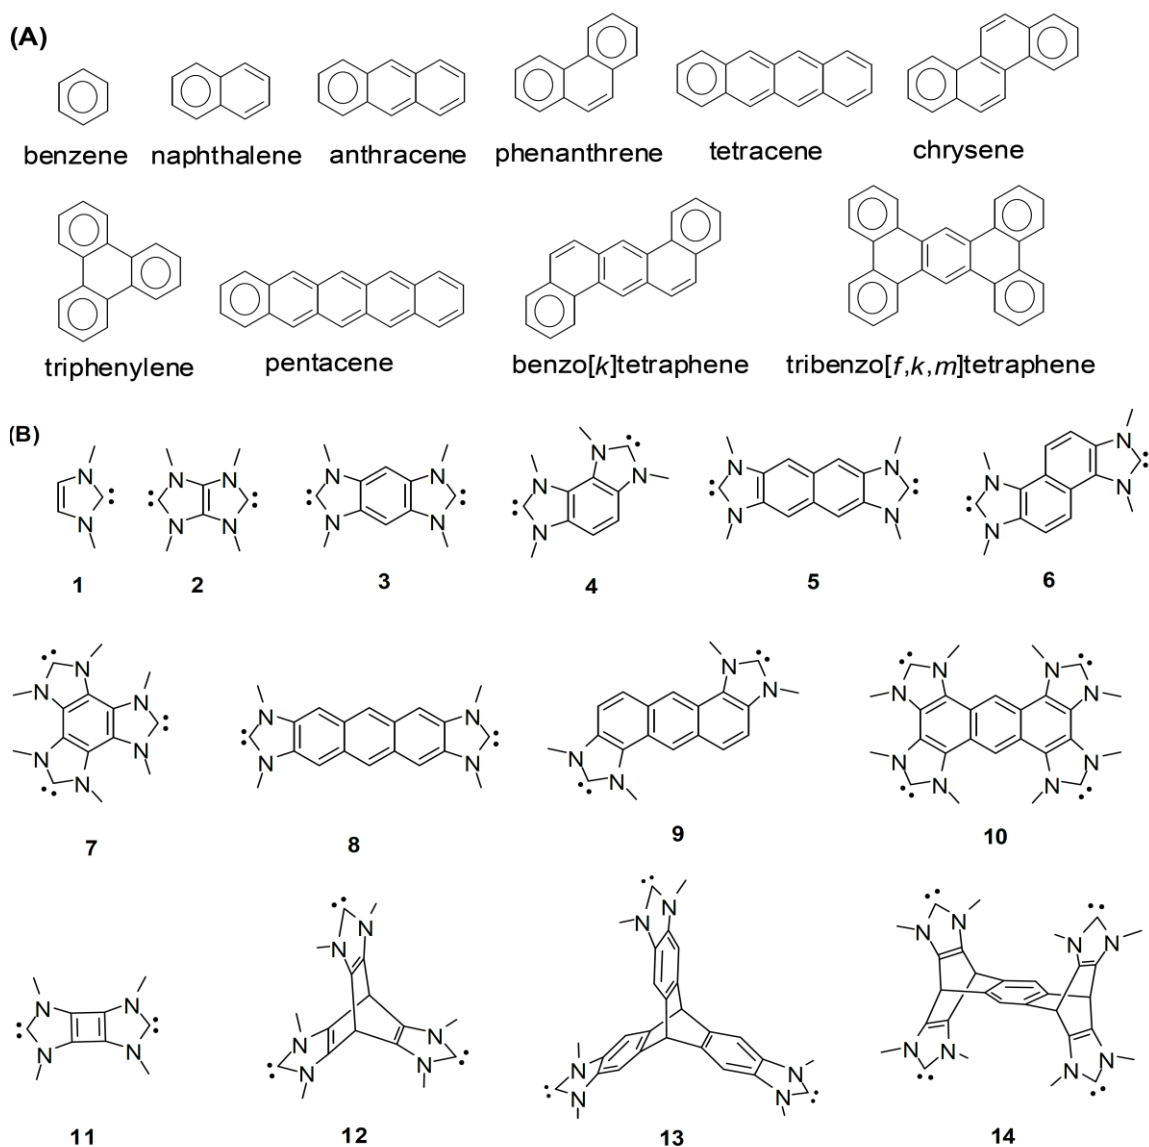 (A)
benzene naphthalene anthracene phenanthrene tetracene chrysene
triphenylene pentacene benzo[k]tetraphene tribenzo[f,k,m]tetraphene
(B)
N N
N N N N N N N N N N N
N N N N N N N N N
1 2 3 4 5 6
N N N N
N N N N N N N
N N N N N N N
N N N N
7 8 9 10
N N N N
N N N N
N N N N N N
N N N N N N N N
N N
11 12 13 14